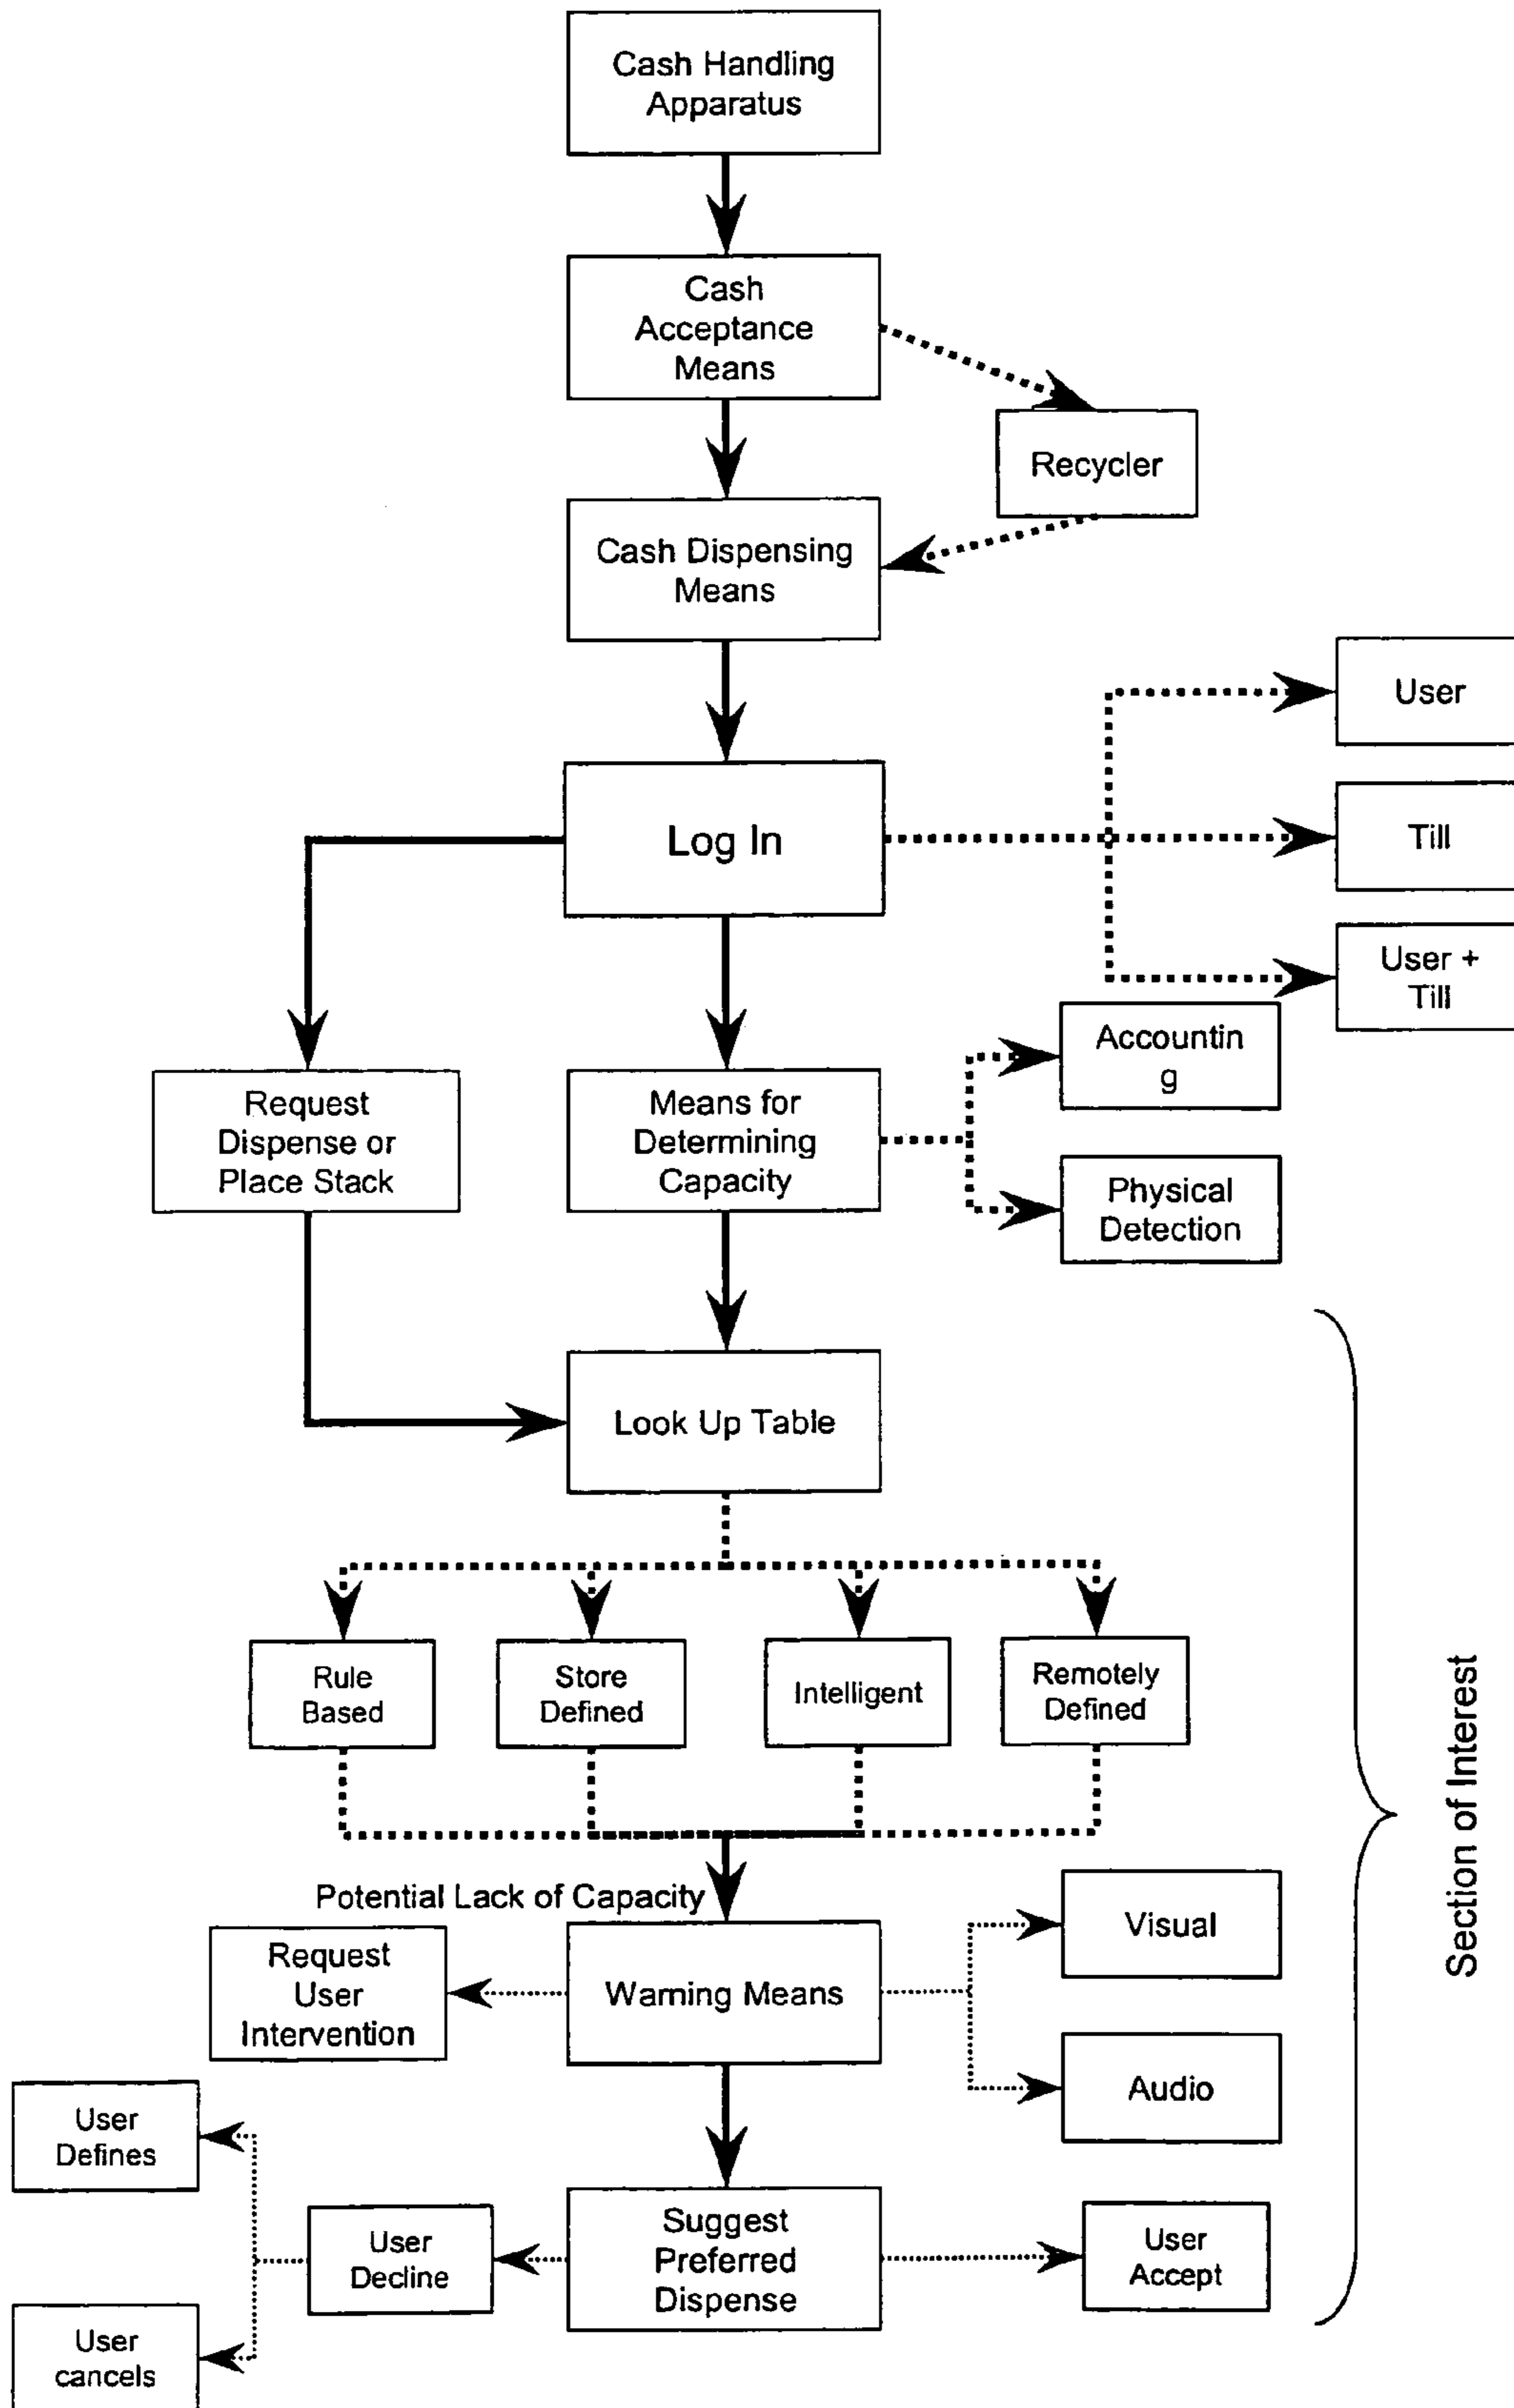 Cash Handling
Apparatus
Cash
Acceptance
Means
Recycler
Cash Dispensing
Means
User
Log In
Till
User +
Till
Accountin
g
Request
Dispense or
Place Stack
Means for
Determining
Capacity
Physical
Detection
Look Up Table
Rule
Based
Store
Defined
Intelligent
Remotely
Defined
Section of Interest
Potential Lack of Capacity
Request
User
Intervention
Warning Means
Visual
Audio
User
Defines
User
Decline
Suggest
Preferred
Dispense
User
Accept
User
cancels